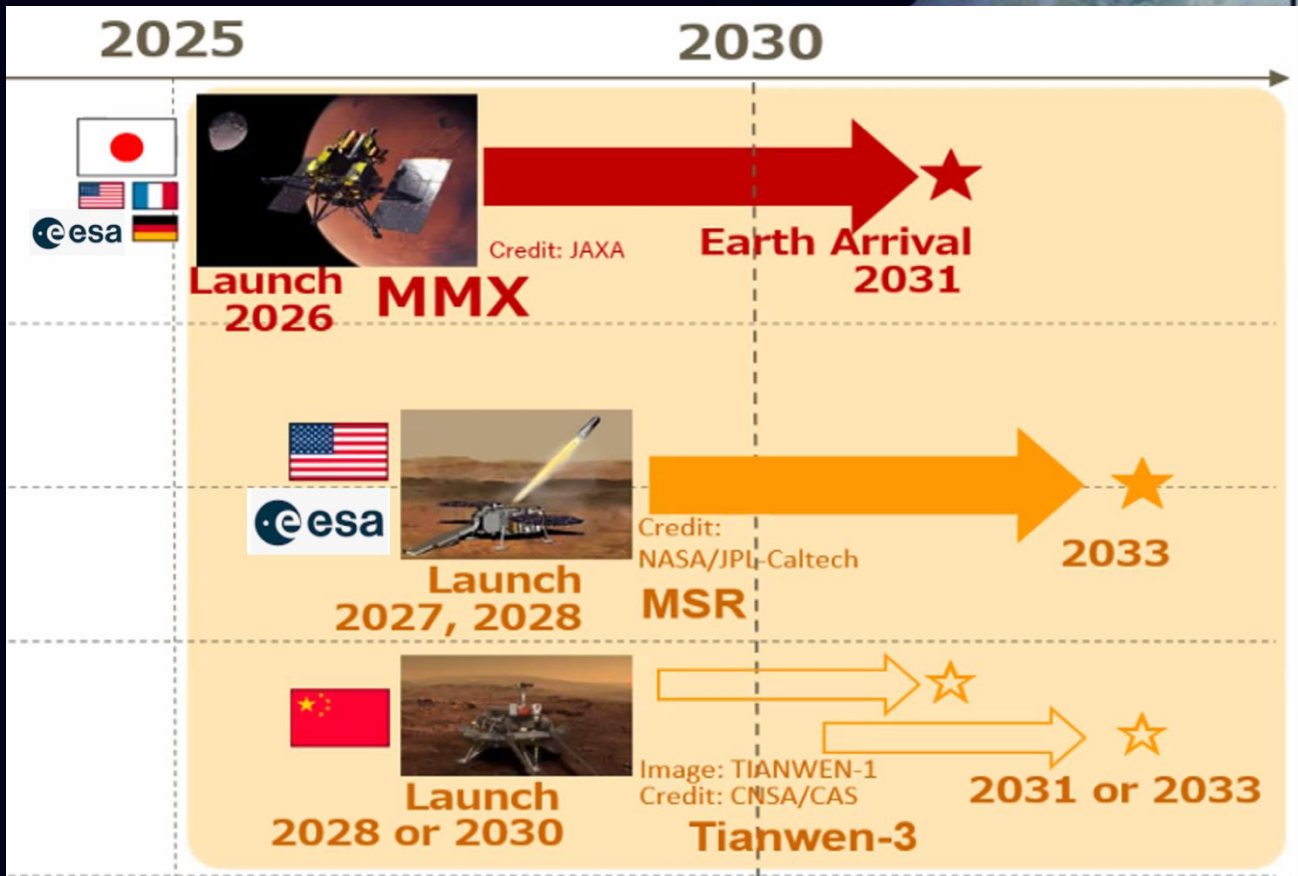 2025
2030
esa
Credit: JAXA
Earth Arrival
2031
Launch
2026
MMX
esa
Credit:
NASA/JPL-Caltech
2033
Launch
2027, 2028
MSR
Image: TIANWEN-1
Credit: CNSA/CAS
2031 or 2033
Launch
2028 or 2030
Tianwen-3